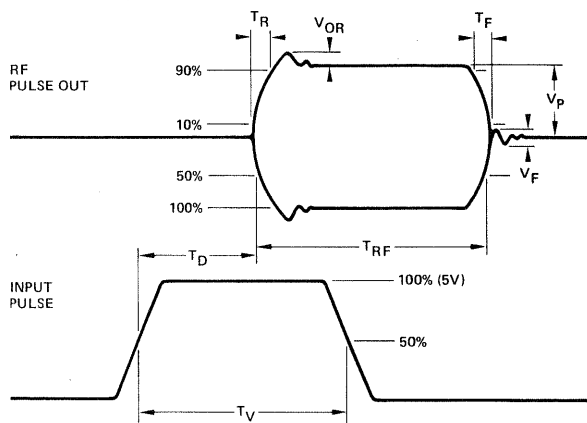 T_R
V_OR
T_F
RF
PULSE OUT
90%
V_P
10%
50%
V_F
100%
T_D
T_RF
INPUT
PULSE
100% (5V)
50%
T_V